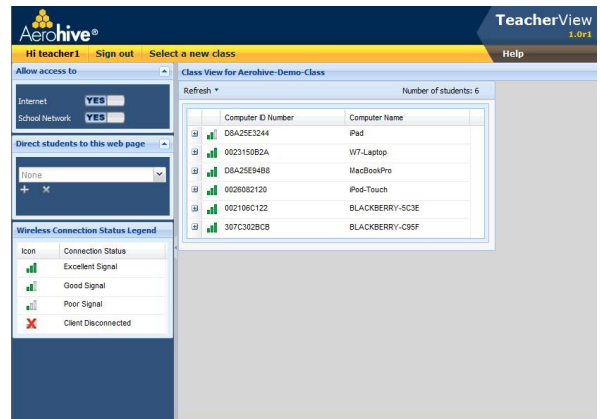 Aerohive®
TeacherView
1.0r1
Hi teacher1 Sign out Select a new class Help
Allow access to
Internet YES
School Network YES
Direct students to this web page
None
Wireless Connection Status Legend
Icon Connection Status
Excellent Signal
Good Signal
Poor Signal
Client Disconnected
Class View for Aerohive-Demo-Class
Refresh Number of students: 6
Computer ID Number Computer Name
D8A25E3244 iPad
0023150B2A W7-Laptop
D8A25E94B8 MacBookPro
0026082120 iPod-Touch
002106C122 BLACKBERRY-5C3E
307C302BCB BLACKBERRY-C95F